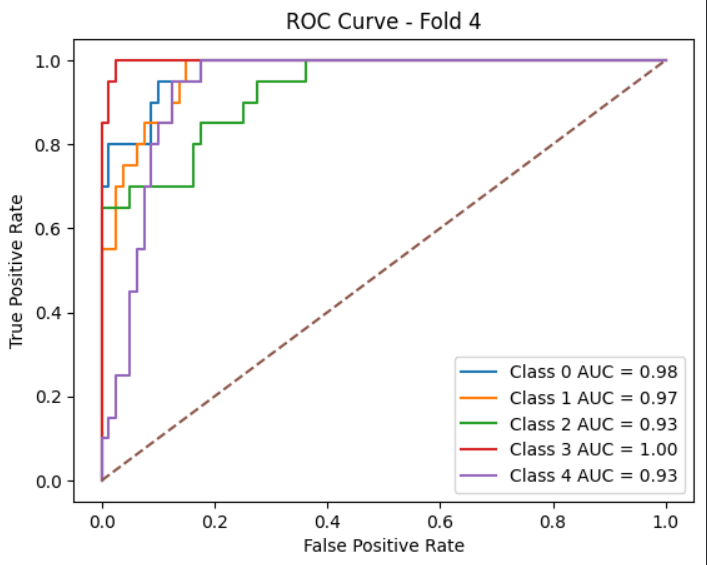 ROC Curve - Fold 4
True Positive Rate
1.0
0.8
0.6
0.4
0.2
0.0
Class 0 AUC = 0.98
Class 1 AUC = 0.97
Class 2 AUC = 0.93
Class 3 AUC = 1.00
Class 4 AUC = 0.93
0.0 0.2 0.4 0.6 0.8 1.0
False Positive Rate